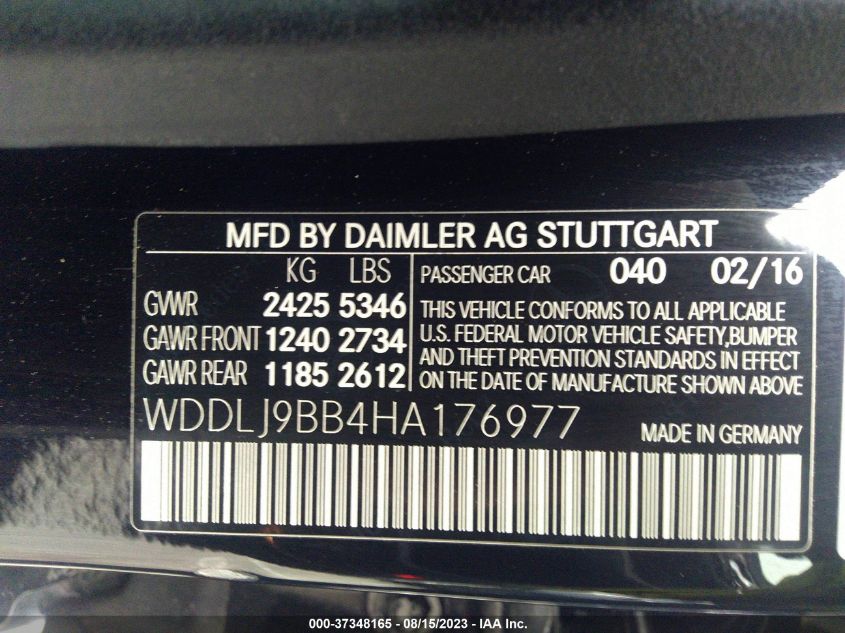 MFD BY DAIMLER AG STUTTGART
KG LBS
GVWR 2425 5346
GAWR FRONT 1240 2734
GAWR REAR 1185 2612
PASSENGER CAR 040 02/16
THIS VEHICLE CONFORMS TO ALL APPLICABLE
U.S. FEDERAL MOTOR VEHICLE SAFETY,BUMPER
AND THEFT PREVENTION STANDARDS IN EFFECT
ON THE DATE OF MANUFACTURE SHOWN ABOVE
WDDLJ9BB4HA176977
MADE IN GERMANY
000-37348165 - 08/15/2023 - IAA Inc.